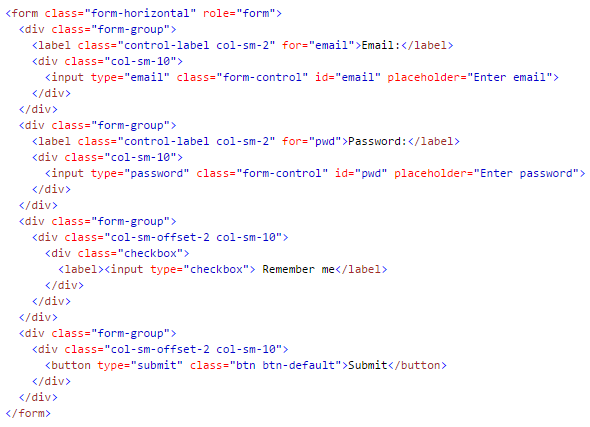 <form class="form-horizontal" role="form">
  <div class="form-group">
    <label class="control-label col-sm-2" for="email">Email:</label>
    <div class="col-sm-10">
      <input type="email" class="form-control" id="email" placeholder="Enter email">
    </div>
  </div>
  <div class="form-group">
    <label class="control-label col-sm-2" for="pwd">Password:</label>
    <div class="col-sm-10">
      <input type="password" class="form-control" id="pwd" placeholder="Enter password">
    </div>
  </div>
  <div class="form-group">
    <div class="col-sm-offset-2 col-sm-10">
      <div class="checkbox">
        <label><input type="checkbox"> Remember me</label>
      </div>
    </div>
  </div>
  <div class="form-group">
    <div class="col-sm-offset-2 col-sm-10">
      <button type="submit" class="btn btn-default">Submit</button>
    </div>
  </div>
</form>